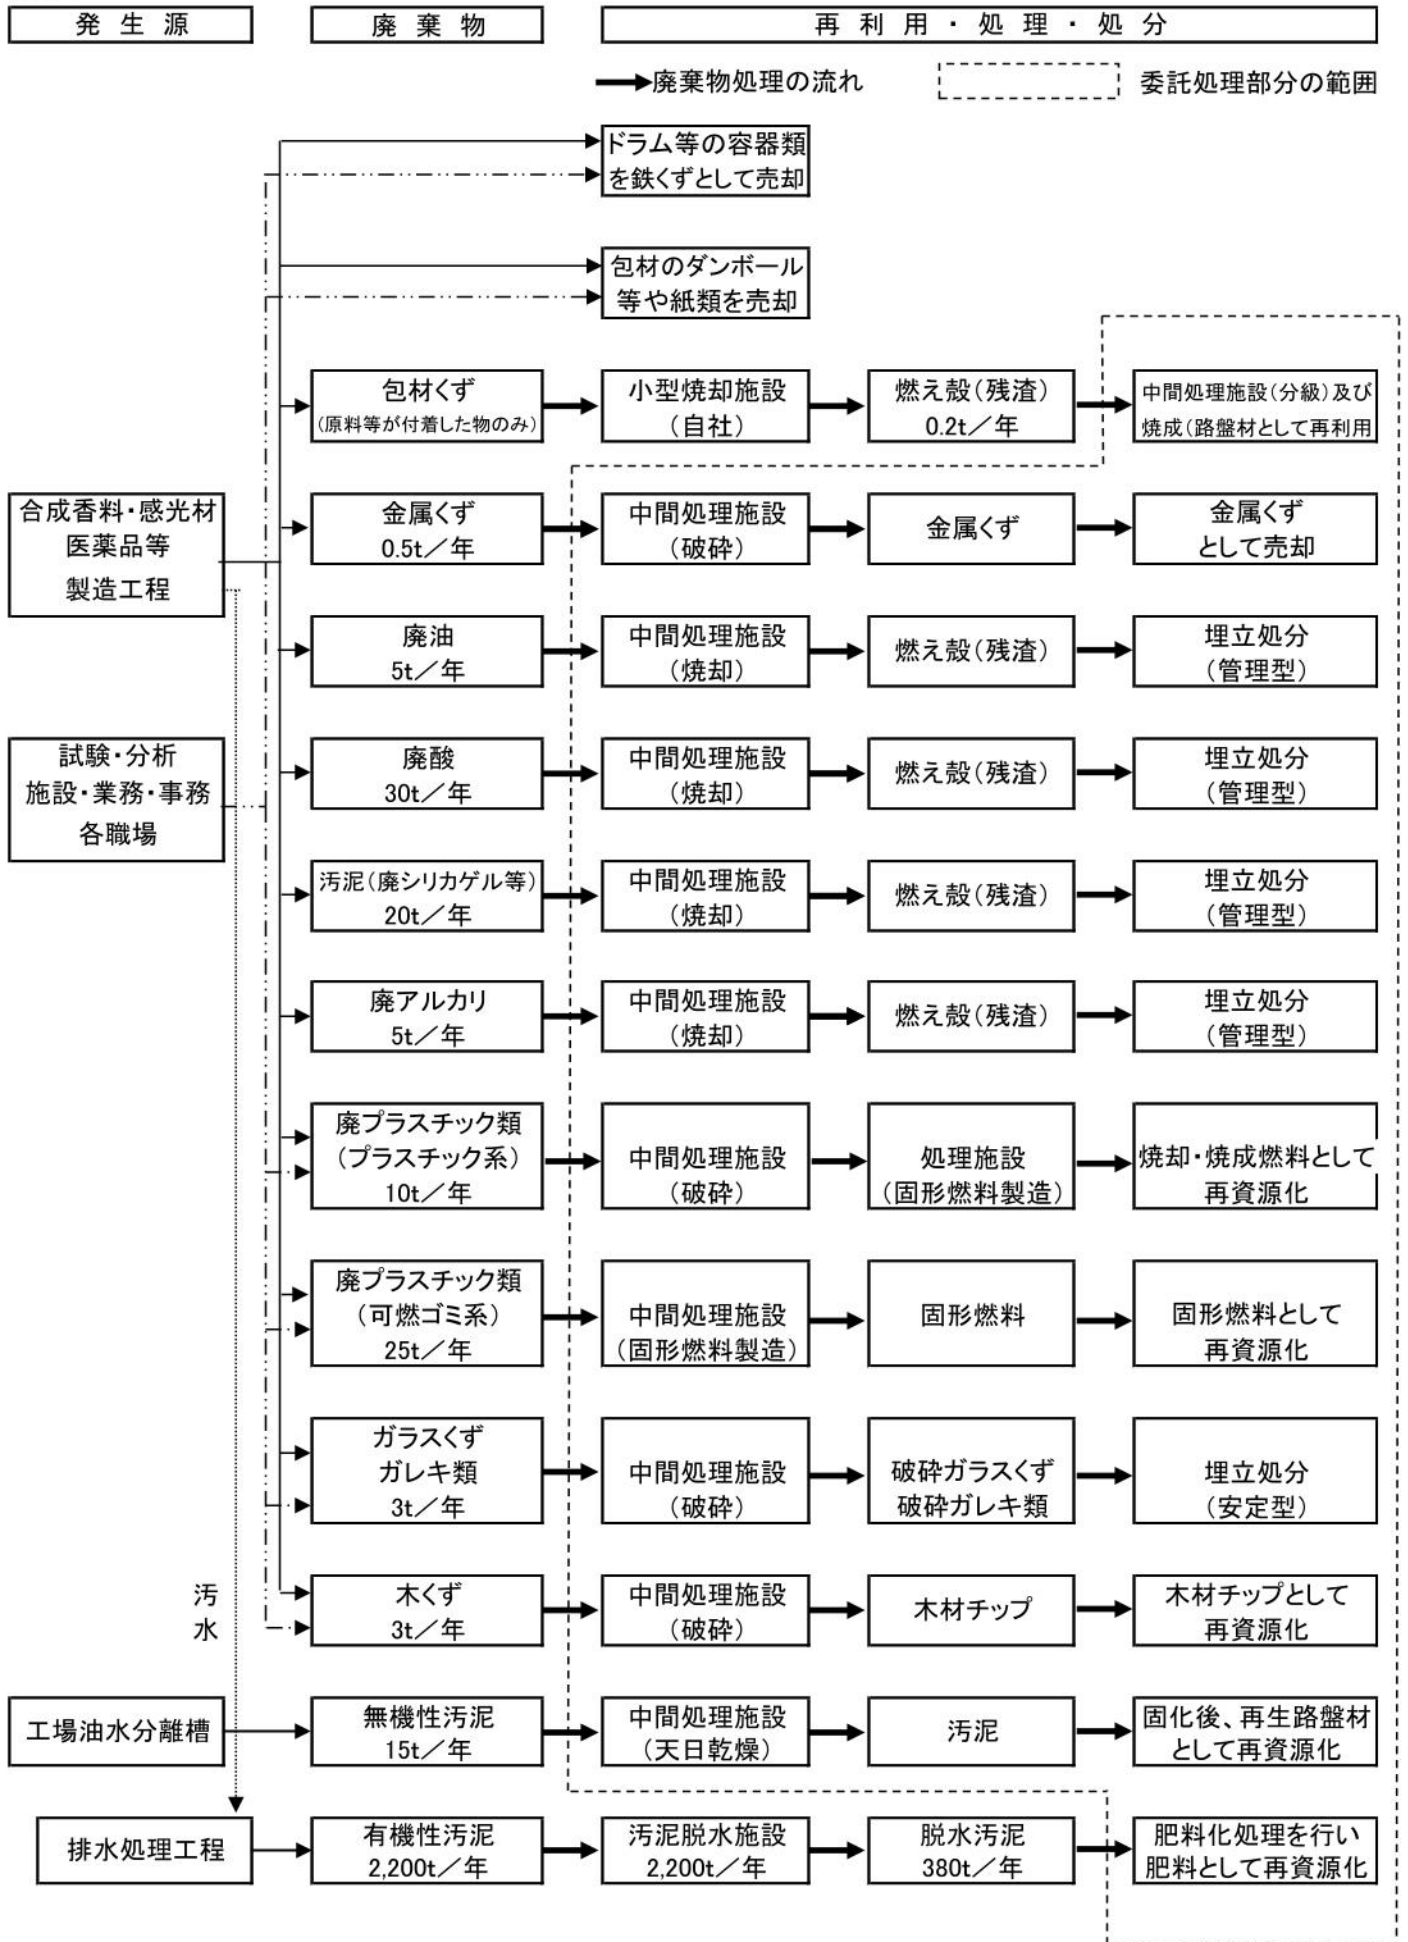 発生源
廃棄物
再利用・処理・処分
廃棄物処理の流れ
委託処理部分の範囲
ドラム等の容器類
を鉄くずとして売却
包材のダンボール
等や紙類を売却
包材くず
(原料等が付着した物のみ)
小型焼却施設
(自社)
燃え殻(残渣)
0.2t/年
中間処理施設(分級)及び
焼成(路盤材として再利用
合成香料・感光材
医薬品等
製造工程
金属くず
0.5t/年
中間処理施設
(破砕)
金属くず
金属くず
として売却
廃油
5t/年
中間処理施設
(焼却)
燃え殻(残渣)
埋立処分
(管理型)
試験・分析
施設・業務・事務
各職場
廃酸
30t/年
中間処理施設
(焼却)
燃え殻(残渣)
埋立処分
(管理型)
汚泥(廃シリカゲル等)
20t/年
中間処理施設
(焼却)
燃え殻(残渣)
埋立処分
(管理型)
廃アルカリ
5t/年
中間処理施設
(焼却)
燃え殻(残渣)
埋立処分
(管理型)
廃プラスチック類
(プラスチック系)
10t/年
中間処理施設
(破砕)
処理施設
(固形燃料製造)
焼却・焼成燃料として
再資源化
廃プラスチック類
(可燃ゴミ系)
25t/年
中間処理施設
(固形燃料製造)
固形燃料
固形燃料として
再資源化
ガラスくず
ガレキ類
3t/年
中間処理施設
(破砕)
破砕ガラスくず
破砕ガレキ類
埋立処分
(安定型)
汚
水
木くず
3t/年
中間処理施設
(破砕)
木材チップ
木材チップとして
再資源化
工場油水分離槽
無機性汚泥
15t/年
中間処理施設
(天日乾燥)
汚泥
固化後、再生路盤材
として再資源化
排水処理工程
有機性汚泥
2,200t/年
汚泥脱水施設
2,200t/年
脱水汚泥
380t/年
肥料化処理を行い
肥料として再資源化